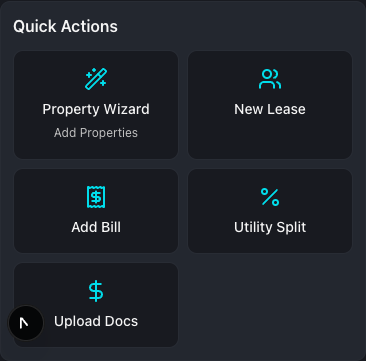 Quick Actions
Property Wizard
Add Properties
New Lease
Add Bill
Utility Split
Upload Docs